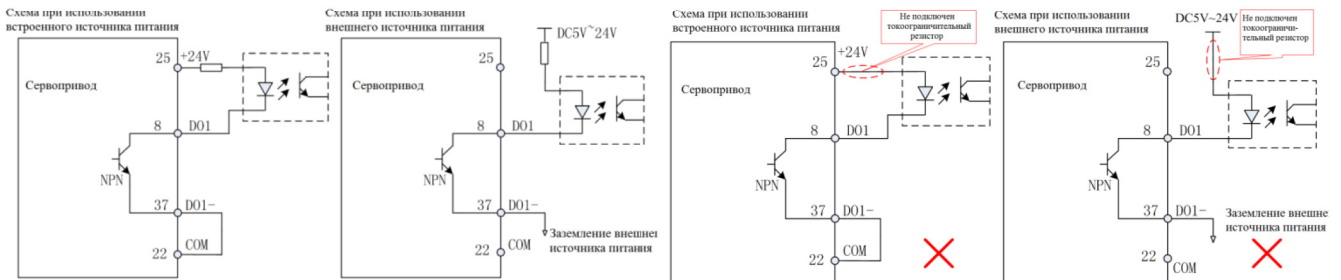 Схема при использовании
встроенного источника питания
25
+24V
Сервопривод
8
DO1
NPN
37
DO1-
22
COM
Схема при использовании
внешнего источника питания
DC5V~24V
25
Сервопривод
8
DO1
NPN
37
DO1-
22
COM
Заземление внешне
источника питания
Схема при использовании
встроенного источника питания
Не подключен
токоограничительный
резистор
25
+24V
Сервопривод
8
DO1
NPN
37
DO1-
22
COM
Схема при использовании
внешнего источника питания
DC5V~24V
Не подключен
токоограничи-
тельный резистор
25
Сервопривод
8
DO1
NPN
37
DO1-
22
COM
Заземление внешне
источника питания